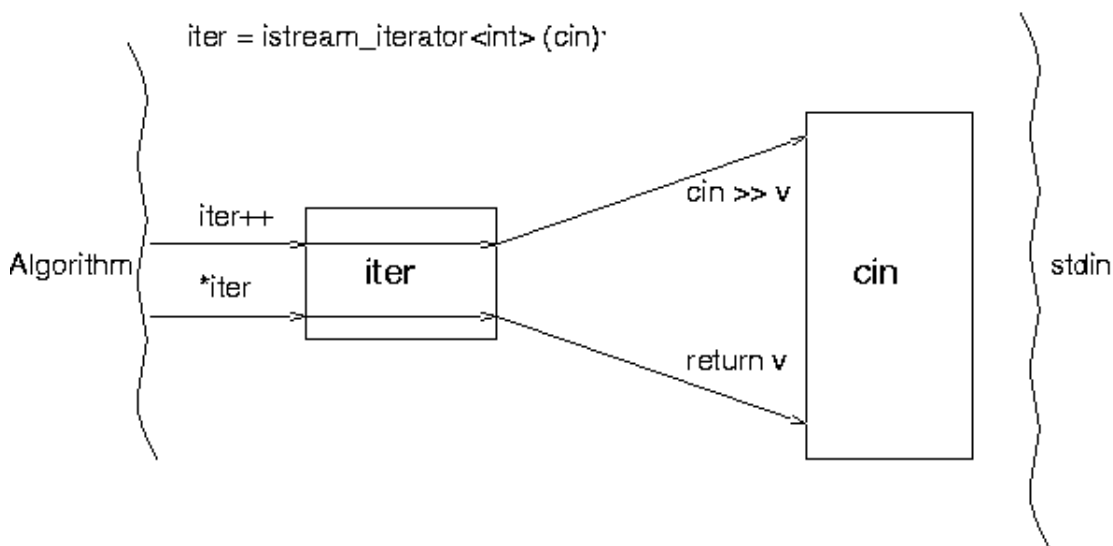 iter = istream_iterator<int> (cin)
iter++
cin >> v
Algorithm
iter
cin
stdin
*iter
return v